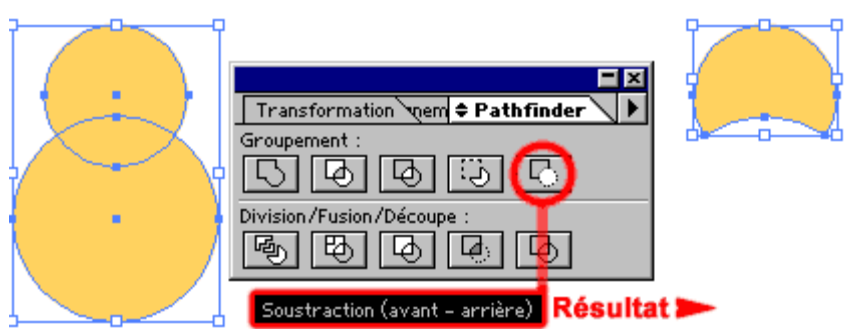 Transformation
Pathfinder
Groupement :
Division/Fusion/Découpe :
Soustraction (avant – arrière)
Résultat